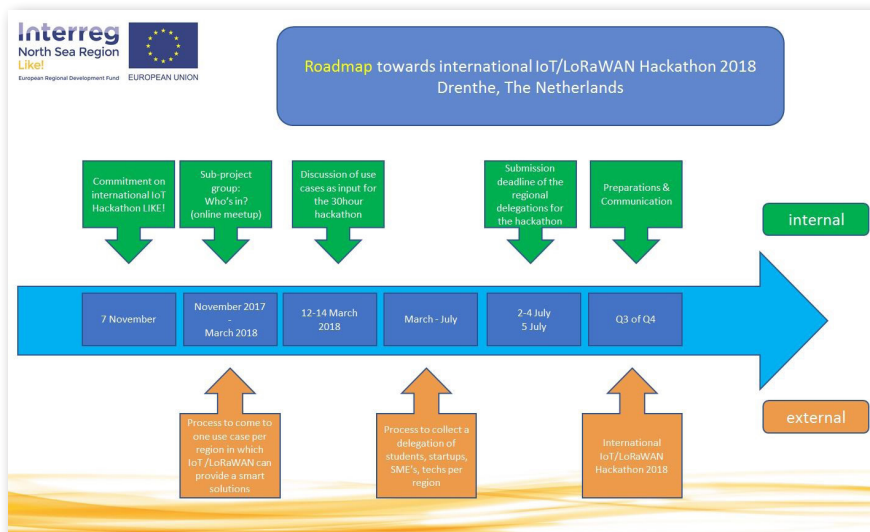 Interreg
North Sea Region
Like!
European Regional Development Fund
EUROPEAN UNION
Roadmap towards international IoT/LoRaWAN Hackathon 2018
Drenthe, The Netherlands
Commitment on
international IoT
Hackathon LIKE!
Sub-project
group:
Who's in?
(online meetup)
Discussion of use
cases as input for
the 30hour
hackathon
Submission
deadline of the
regional
delegations for
the hackathon
Preparations &
Communication
internal
7 November
November 2017
-
March 2018
12-14 March
2018
March - July
2-4 July
5 July
Q3 of Q4
Process to come to
one use case per
region in which
IoT /LoRaWAN can
provide a smart
solutions
Process to collect a
delegation of
students, startups,
SME's, techs per
region
International
IoT/LoRaWAN
Hackathon 2018
external